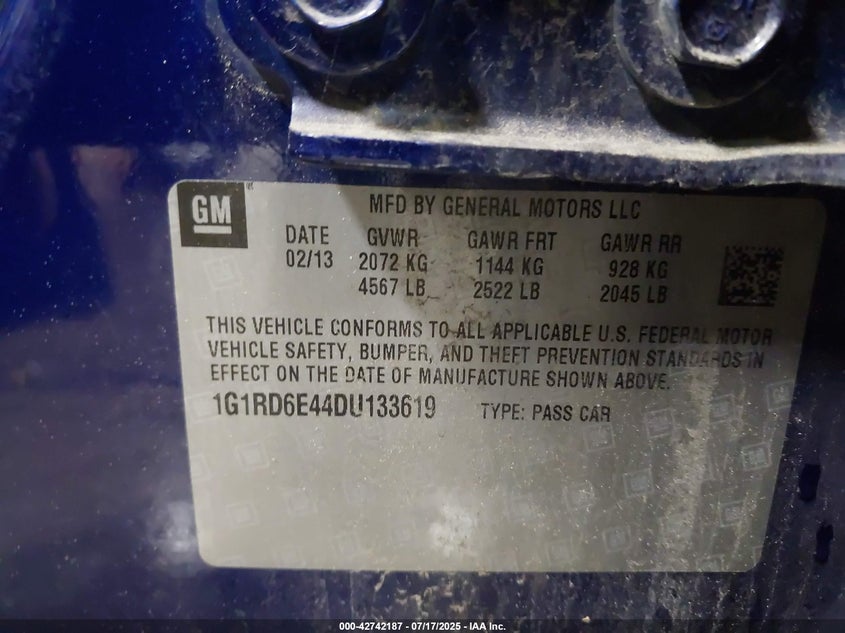 GM
MFD BY GENERAL MOTORS LLC
DATE GVWR GAWR FRT GAWR RR
02/13 2072 KG 1144 KG 928 KG
4567 LB 2522 LB 2045 LB
THIS VEHICLE CONFORMS TO ALL APPLICABLE U.S. FEDERAL MOTOR
VEHICLE SAFETY, BUMPER, AND THEFT PREVENTION STANDARDS IN
EFFECT ON THE DATE OF MANUFACTURE SHOWN ABOVE.
1G1RD6E44DU133619 TYPE: PASS CAR
000-42742187 - 07/17/2025 - IAA Inc.